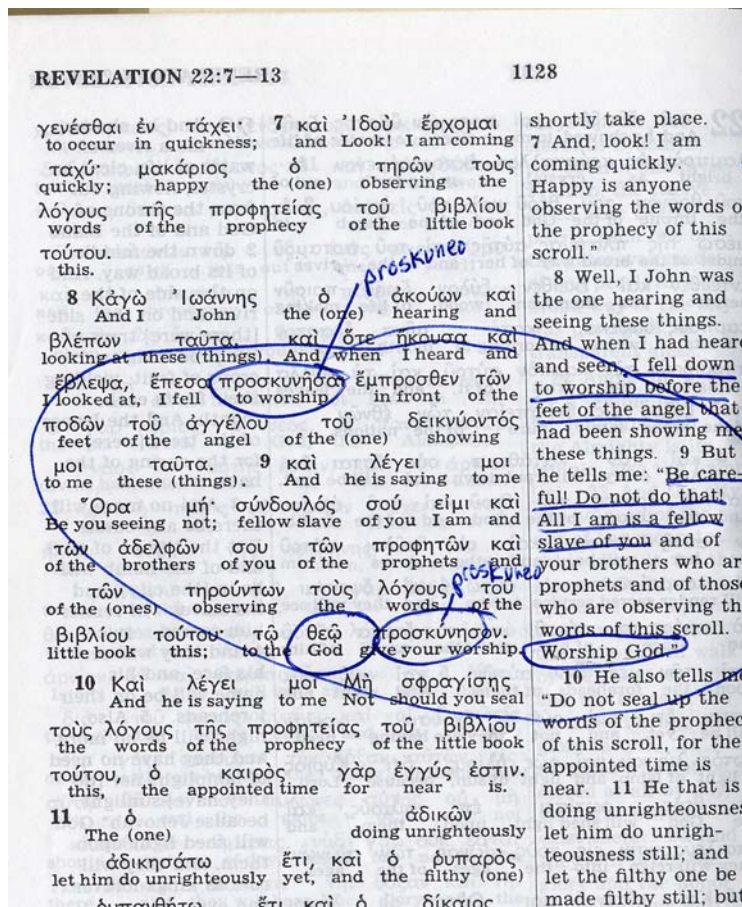 REVELATION 22:7—13 1128
γενέσθαι ἐν τάχει· 7 καὶ Ἰδοὺ ἔρχομαι
to occur in quickness; and Look! I am coming
ταχύ· μακάριος ὁ τηρῶν τοὺς
quickly; happy the (one) observing the
λόγους τῆς προφητείας τοῦ βιβλίου
words of the prophecy of the little book
τούτου.
this.
proskuneo
8 Κἀγὼ Ἰωάννης ὁ ἀκούων καὶ
And I John the (one) hearing and
βλέπων ταῦτα. καὶ ὅτε ἤκουσα καὶ
looking at these (things). And when I heard and
ἔβλεψα, ἔπεσα προσκυνῆσαι ἔμπροσθεν τῶν
I looked at, I fell to worship in front of the
ποδῶν τοῦ ἀγγέλου τοῦ δεικνύοντός
feet of the angel of the (one) showing
μοι ταῦτα. 9 καὶ λέγει μοι
to me these (things). And he is saying to me
Ὅρα μή· σύνδουλός σού εἰμι καὶ
Be you seeing not; fellow slave of you I am and
τῶν ἀδελφῶν σου τῶν προφητῶν καὶ
of the brothers of you of the prophets and
proskuneo
τῶν τηρούντων τοὺς λόγους τοῦ
of the (ones) observing the words of the
βιβλίου τούτου· τῷ θεῷ προσκύνησον.
little book this; to the God give your worship.
10 Καὶ λέγει μοι Μὴ σφραγίσῃς
And he is saying to me Not should you seal
τοὺς λόγους τῆς προφητείας τοῦ βιβλίου
the words of the prophecy of the little book
τούτου, ὁ καιρὸς γὰρ ἐγγύς ἐστιν.
this, the appointed time for near is.
11 ὁ ἀδικῶν
The (one) doing unrighteously
ἀδικησάτω ἔτι, καὶ ὁ ῥυπαρὸς
let him do unrighteously yet, and the filthy (one)
ῥυπανθήτω ἔτι, καὶ ὁ δίκαιος
shortly take place.
7 And, look! I am
coming quickly.
Happy is anyone
observing the words
the prophecy of this
scroll."
8 Well, I John was
the one hearing and
seeing these things.
And when I had heard
and seen, I fell down
to worship before the
feet of the angel that
had been showing me
these things. 9 But
he tells me: "Be care-
ful! Do not do that!
All I am is a fellow
slave of you and of
your brothers who
prophets and of those
who are observing
words of this scroll.
Worship God."
10 He also tells me
"Do not seal up the
words of the
of this scroll, for the
appointed time is
near. 11 He that is
doing
let him do unrigh-
teousness still; and
let the filthy one be
made filthy still; but